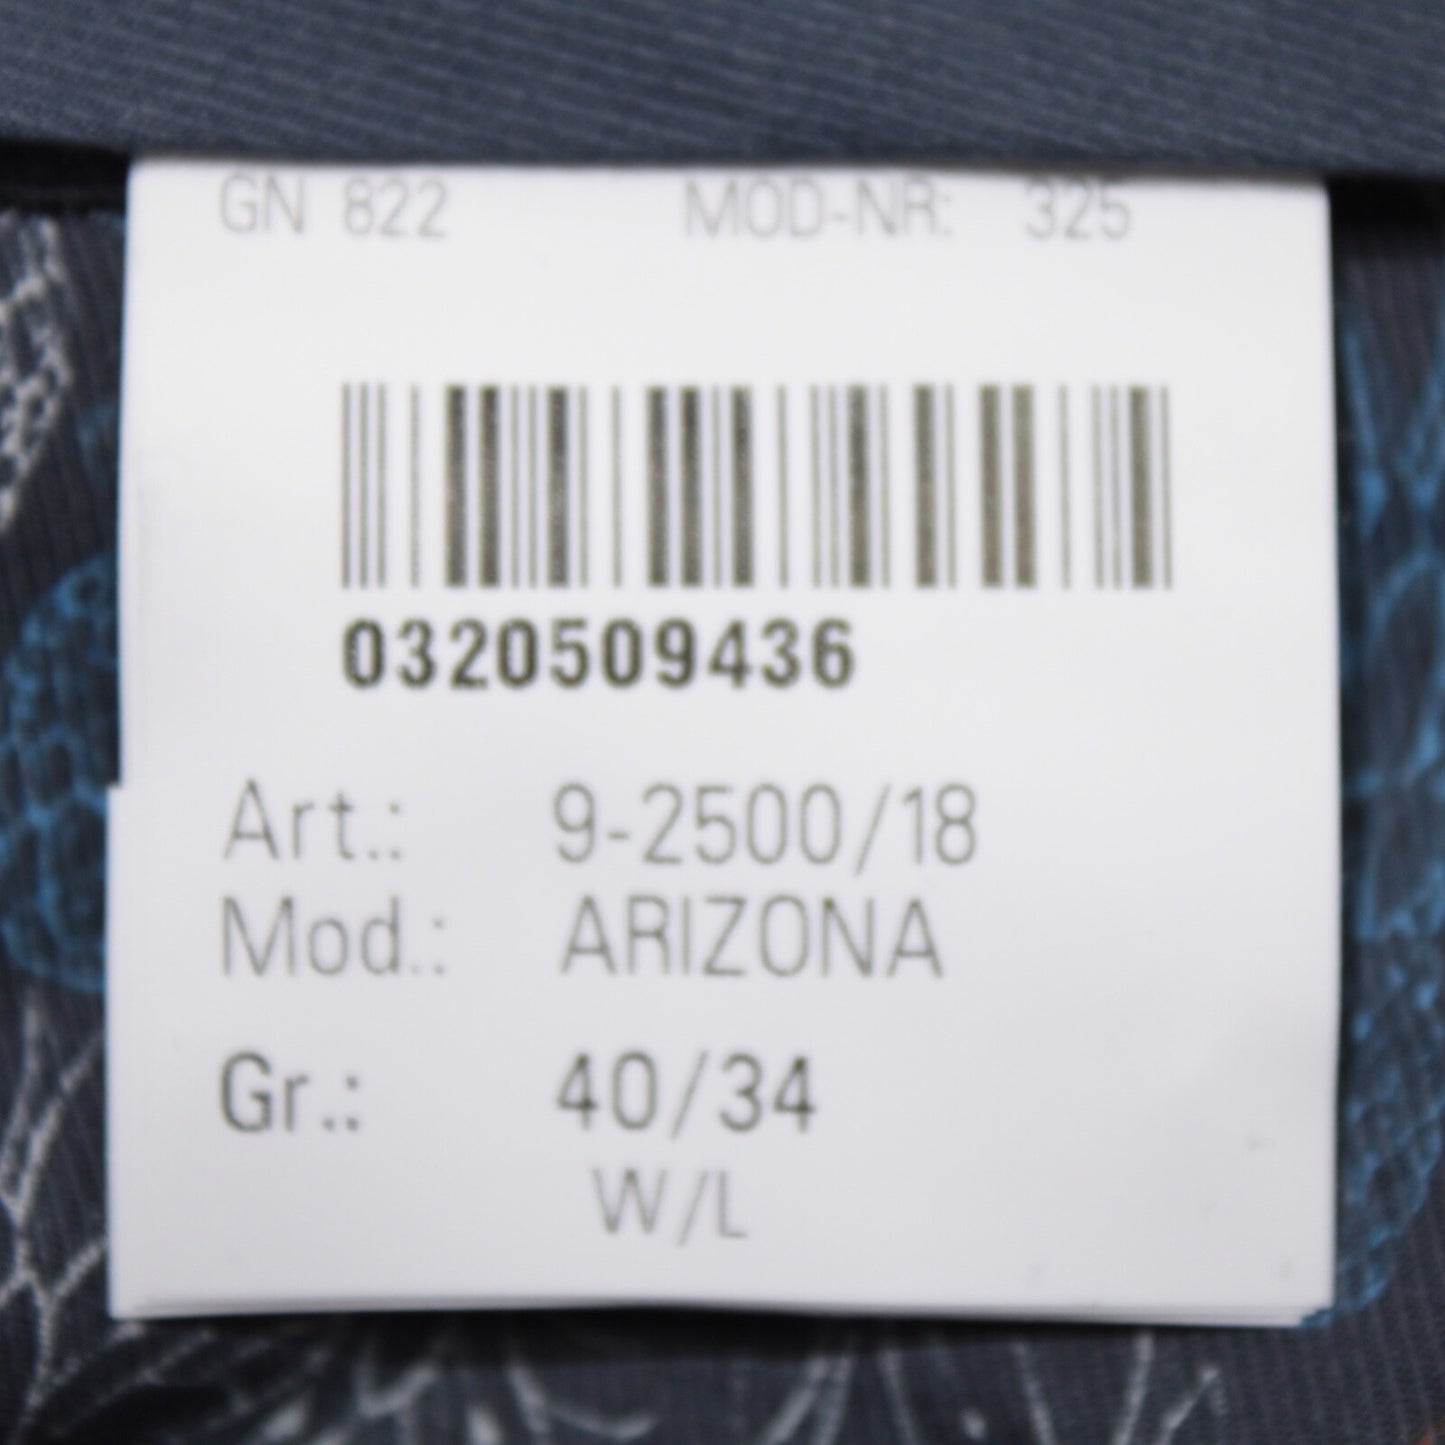 GN 822 MOD-NR: 325
0320509436
Art.: 9-2500/18
Mod.: ARIZONA
Gr.: 40/34
W/L